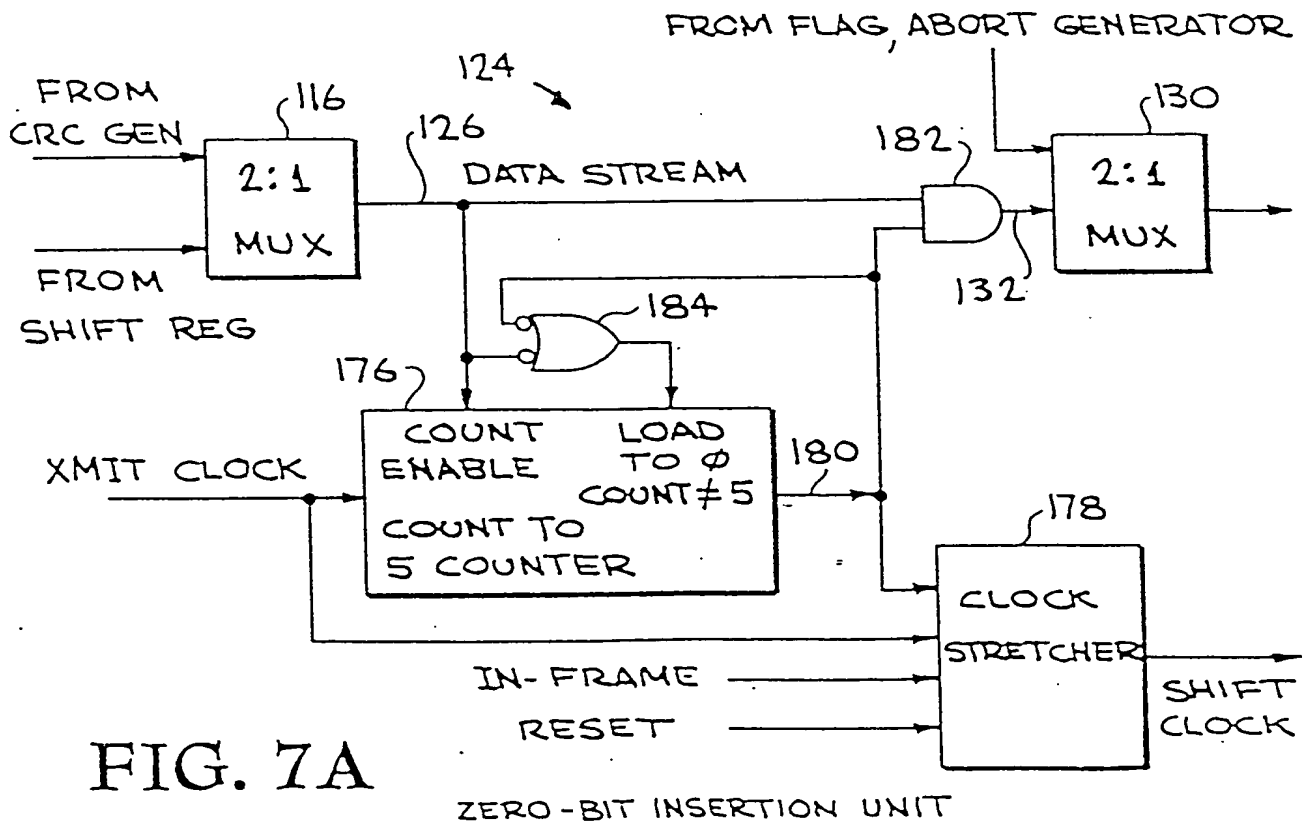 FROM FLAG, ABORT GENERATOR
124
FROM
CRC GEN
116
126
182
130
2:1
MUX
DATA STREAM
2:1
MUX
FROM
SHIFT REG
132
184
176
COUNT
ENABLE
LOAD
TO φ
COUNT≠5
XMIT CLOCK
180
COUNT TO
5 COUNTER
178
CLOCK
STRETCHER
IN-FRAME
RESET
SHIFT
CLOCK
FIG. 7A
ZERO-BIT INSERTION UNIT